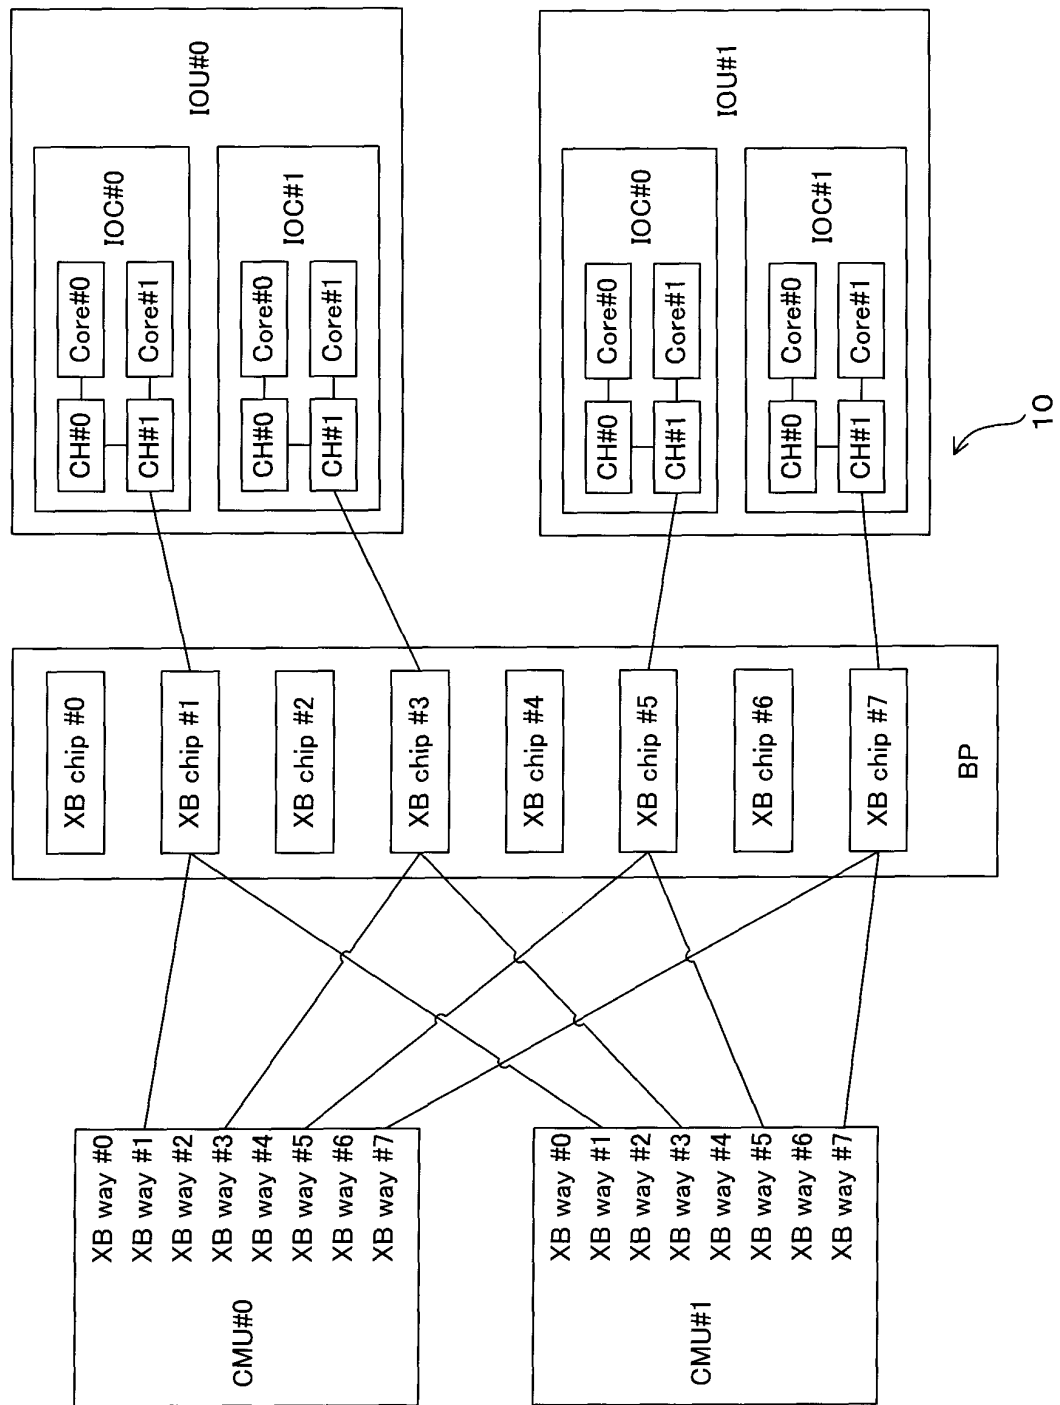 IOU#0
IOC#0
CH#0
Core#0
CH#1
Core#1
IOC#1
CH#0
Core#0
CH#1
Core#1
IOU#1
IOC#0
CH#0
Core#0
CH#1
Core#1
IOC#1
CH#0
Core#0
CH#1
Core#1
10
XB chip #0
XB chip #1
XB chip #2
XB chip #3
XB chip #4
XB chip #5
XB chip #6
XB chip #7
BP
XB way #0
XB way #1
XB way #2
XB way #3
XB way #4
XB way #5
XB way #6
XB way #7
CMU#0
XB way #0
XB way #1
XB way #2
XB way #3
XB way #4
XB way #5
XB way #6
XB way #7
CMU#1